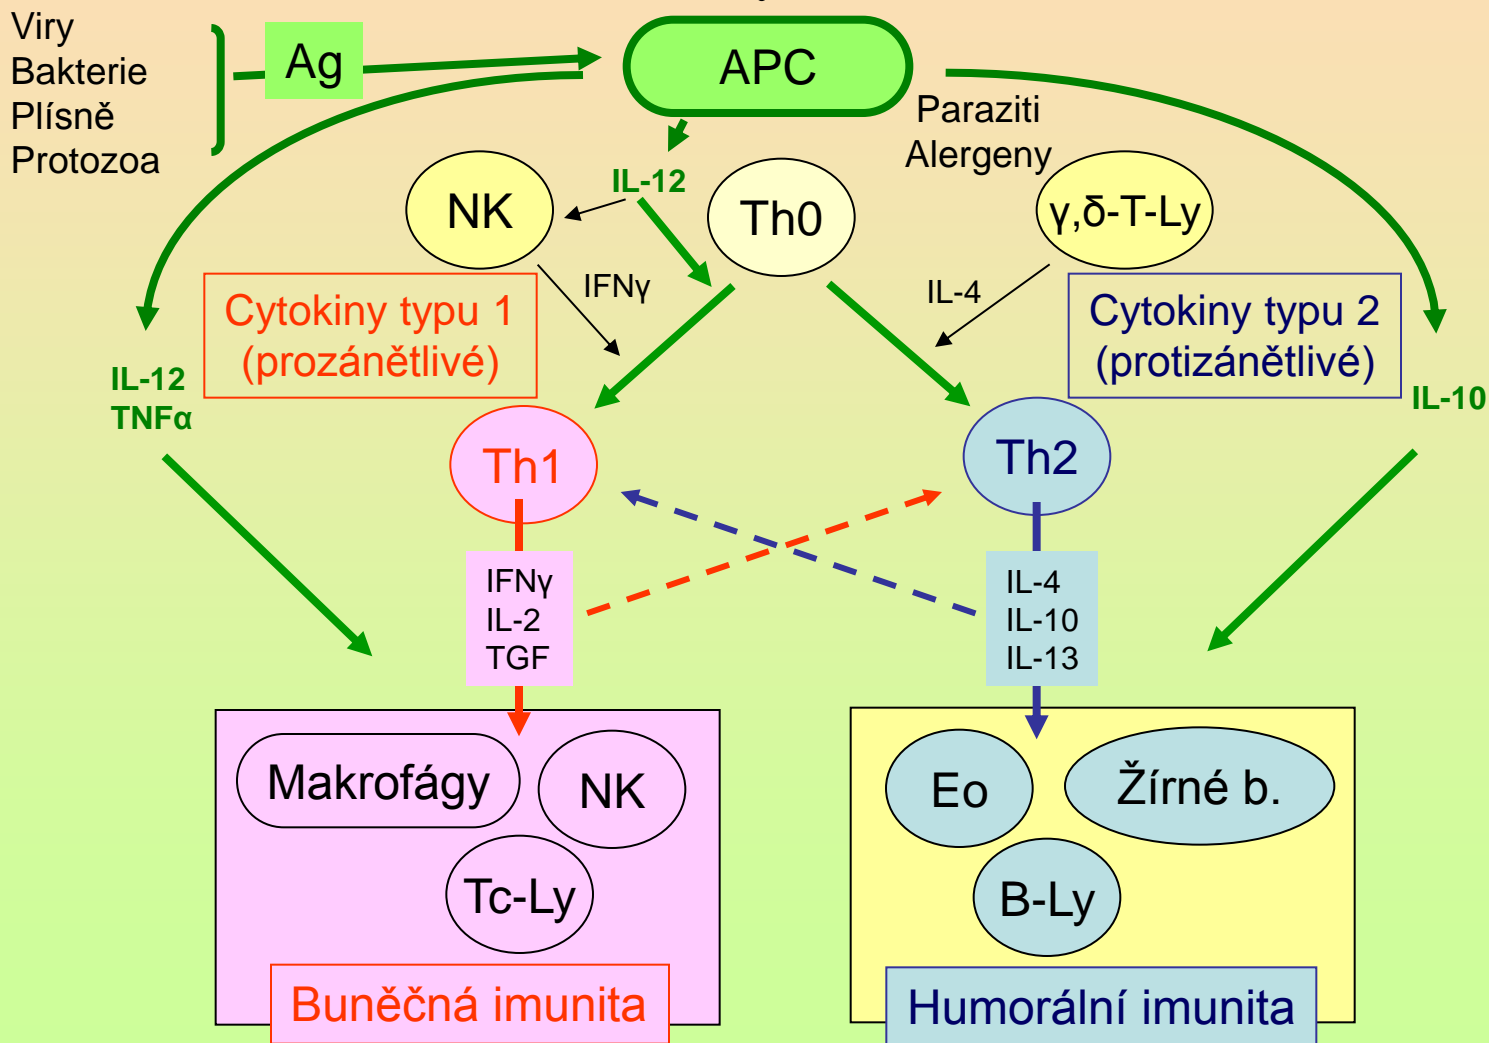 Viry
Bakterie
Plísně
Protozoa
Ag
APC
Paraziti
Alergeny
NK
IL-12
Th0
γ,δ-T-Ly
IFNγ
IL-4
Cytokiny typu 1
(prozánětlivé)
Cytokiny typu 2
(protizánětlivé)
IL-12
TNFα
IL-10
Th1
Th2
IFNγ
IL-2
TGF
IL-4
IL-10
IL-13
Makrofágy
NK
Tc-Ly
Eo
Žírné b.
B-Ly
Buněčná imunita
Humorální imunita